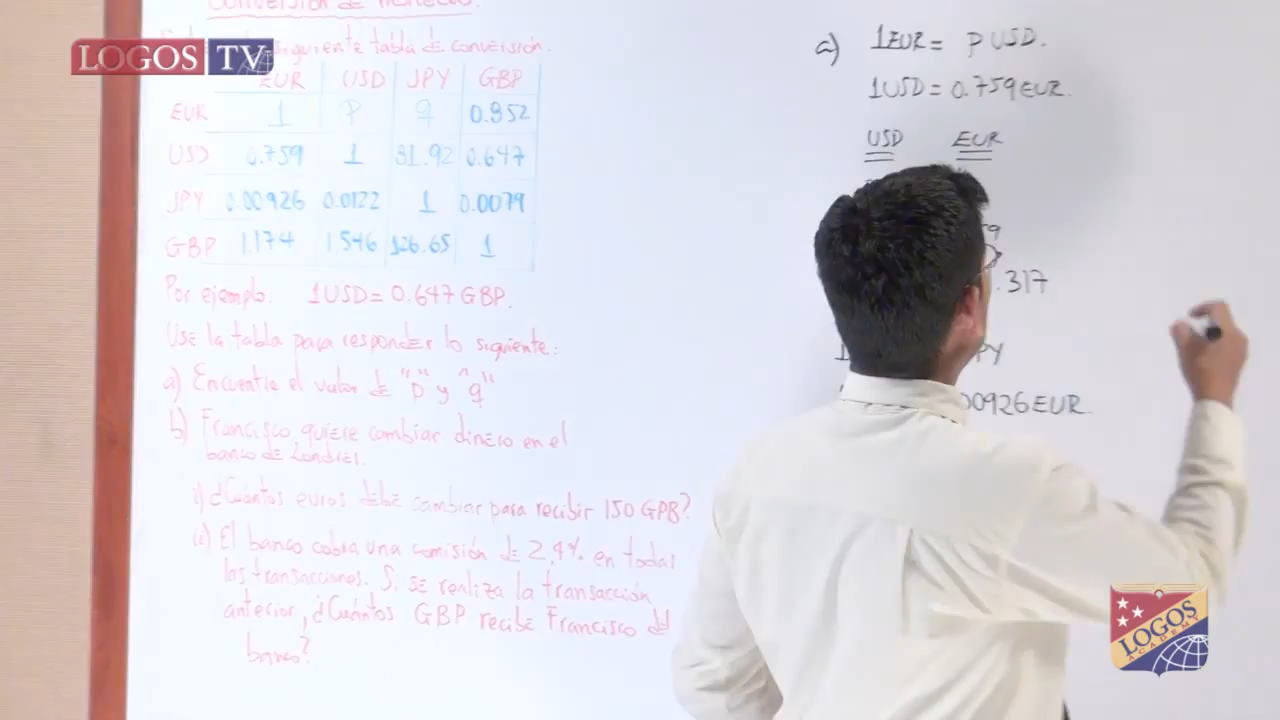 LOGOS TV
siguiente tabla de conversión.
EUR USD JPY GBP
EUR 1 p q 0.852
USD 0.759 1 81.92 0.647
JPY 0.00926 0.0122 1 0.0079
GBP 1.174 1.546 126.65 1
Por ejemplo. 1USD = 0.647 GBP.
Use la tabla para responder lo siguiente:
a) Encuentre el valor de "p" y "q"
b) Francisco quiere cambiar dinero en el
banco de Londres.
i) ¿Cuántos euros debe cambiar para recibir 150 GPB?
El banco cobra una comisión de 2,4% en todas
las transacciones. Si se realiza la transacción
anterior, ¿Cuántos GBP recibe Francisco del
banco?
a) 1EUR = P USD.
1USD = 0.759 EUR.
USD EUR
.317
00926 EUR.
LOGOS
ACADEMY